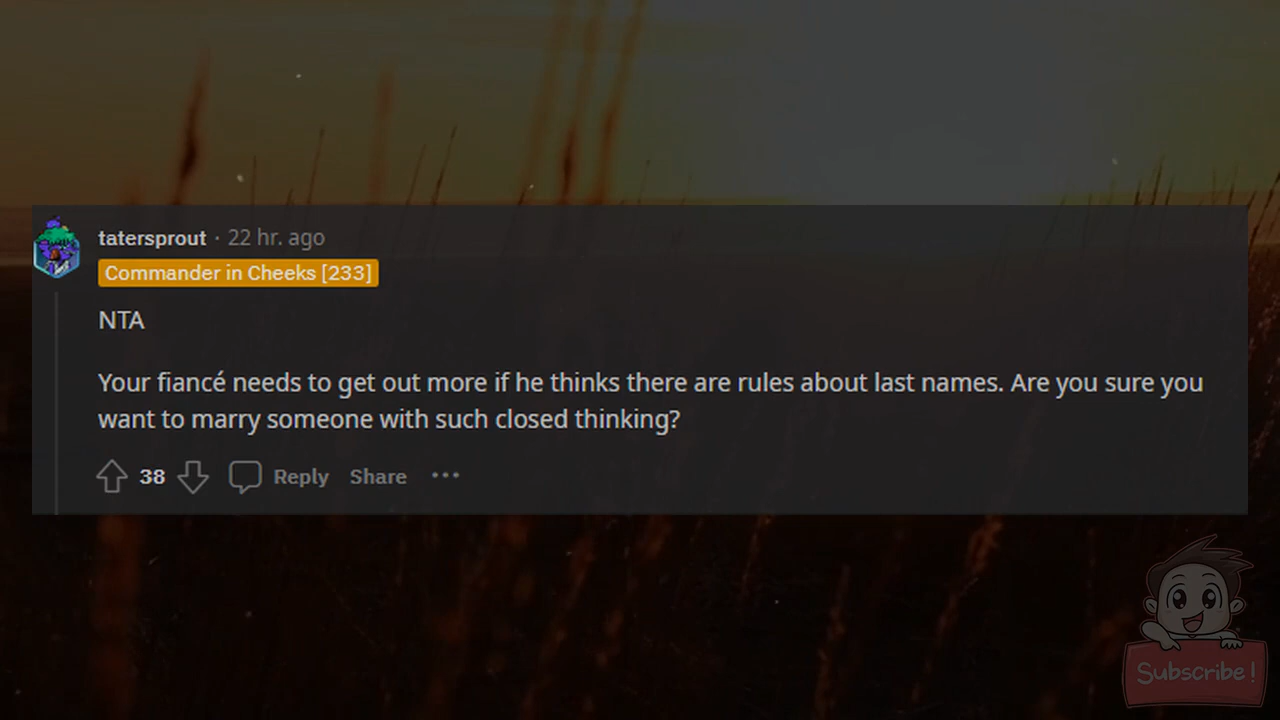 tatersprout · 22 hr. ago
Commander in Cheeks [233]
NTA
Your fiancé needs to get out more if he thinks there are rules about last names. Are you sure you
want to marry someone with such closed thinking?
38 Reply Share •••
Subscribe!